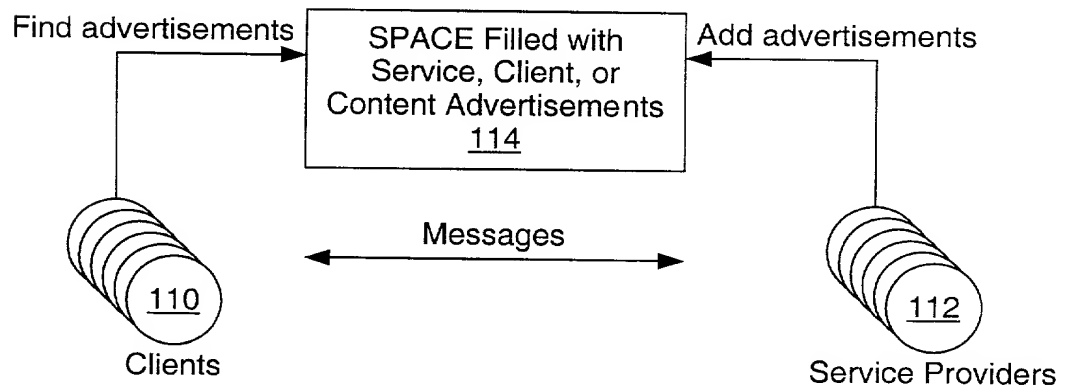 Find advertisements
SPACE Filled with
Service, Client, or
Content Advertisements
114
Add advertisements
Messages
110
Clients
112
Service Providers